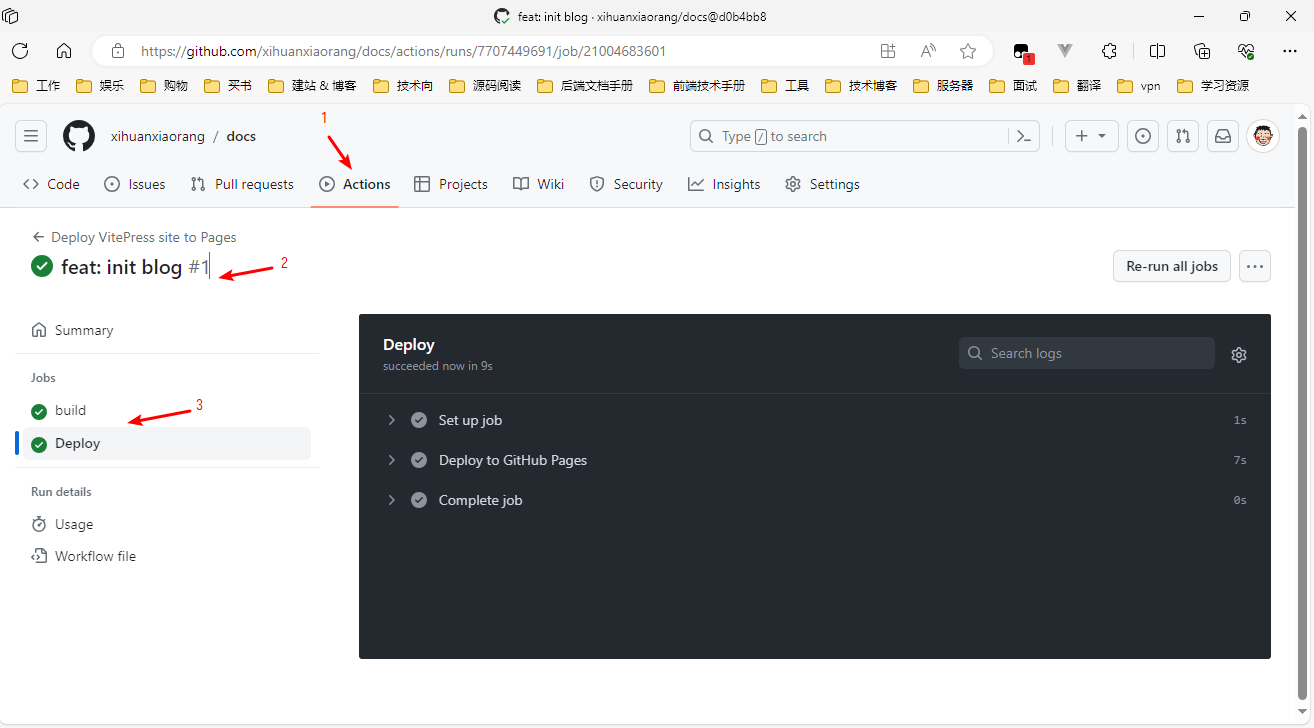 feat: init blog · xihuanxiaorang/docs@d0b4bb8
https://github.com/xihuanxiaorang/docs/actions/runs/7707449691/job/21004683601
1
工作 娱乐 购物 买书 建站 & 博客 技术向 源码阅读 后端文档手册 前端技术手册 工具 技术博客 服务器 面试 翻译 vpn 学习资源
1
xihuanxiaorang / docs
Type / to search
Code Issues Pull requests Actions Projects Wiki Security Insights Settings
Deploy VitePress site to Pages
feat: init blog #1
2
Re-run all jobs
Summary
Jobs
build
3
Deploy
Run details
Usage
Workflow file
Deploy
succeeded now in 9s
Search logs
Set up job 1s
Deploy to GitHub Pages 7s
Complete job 0s